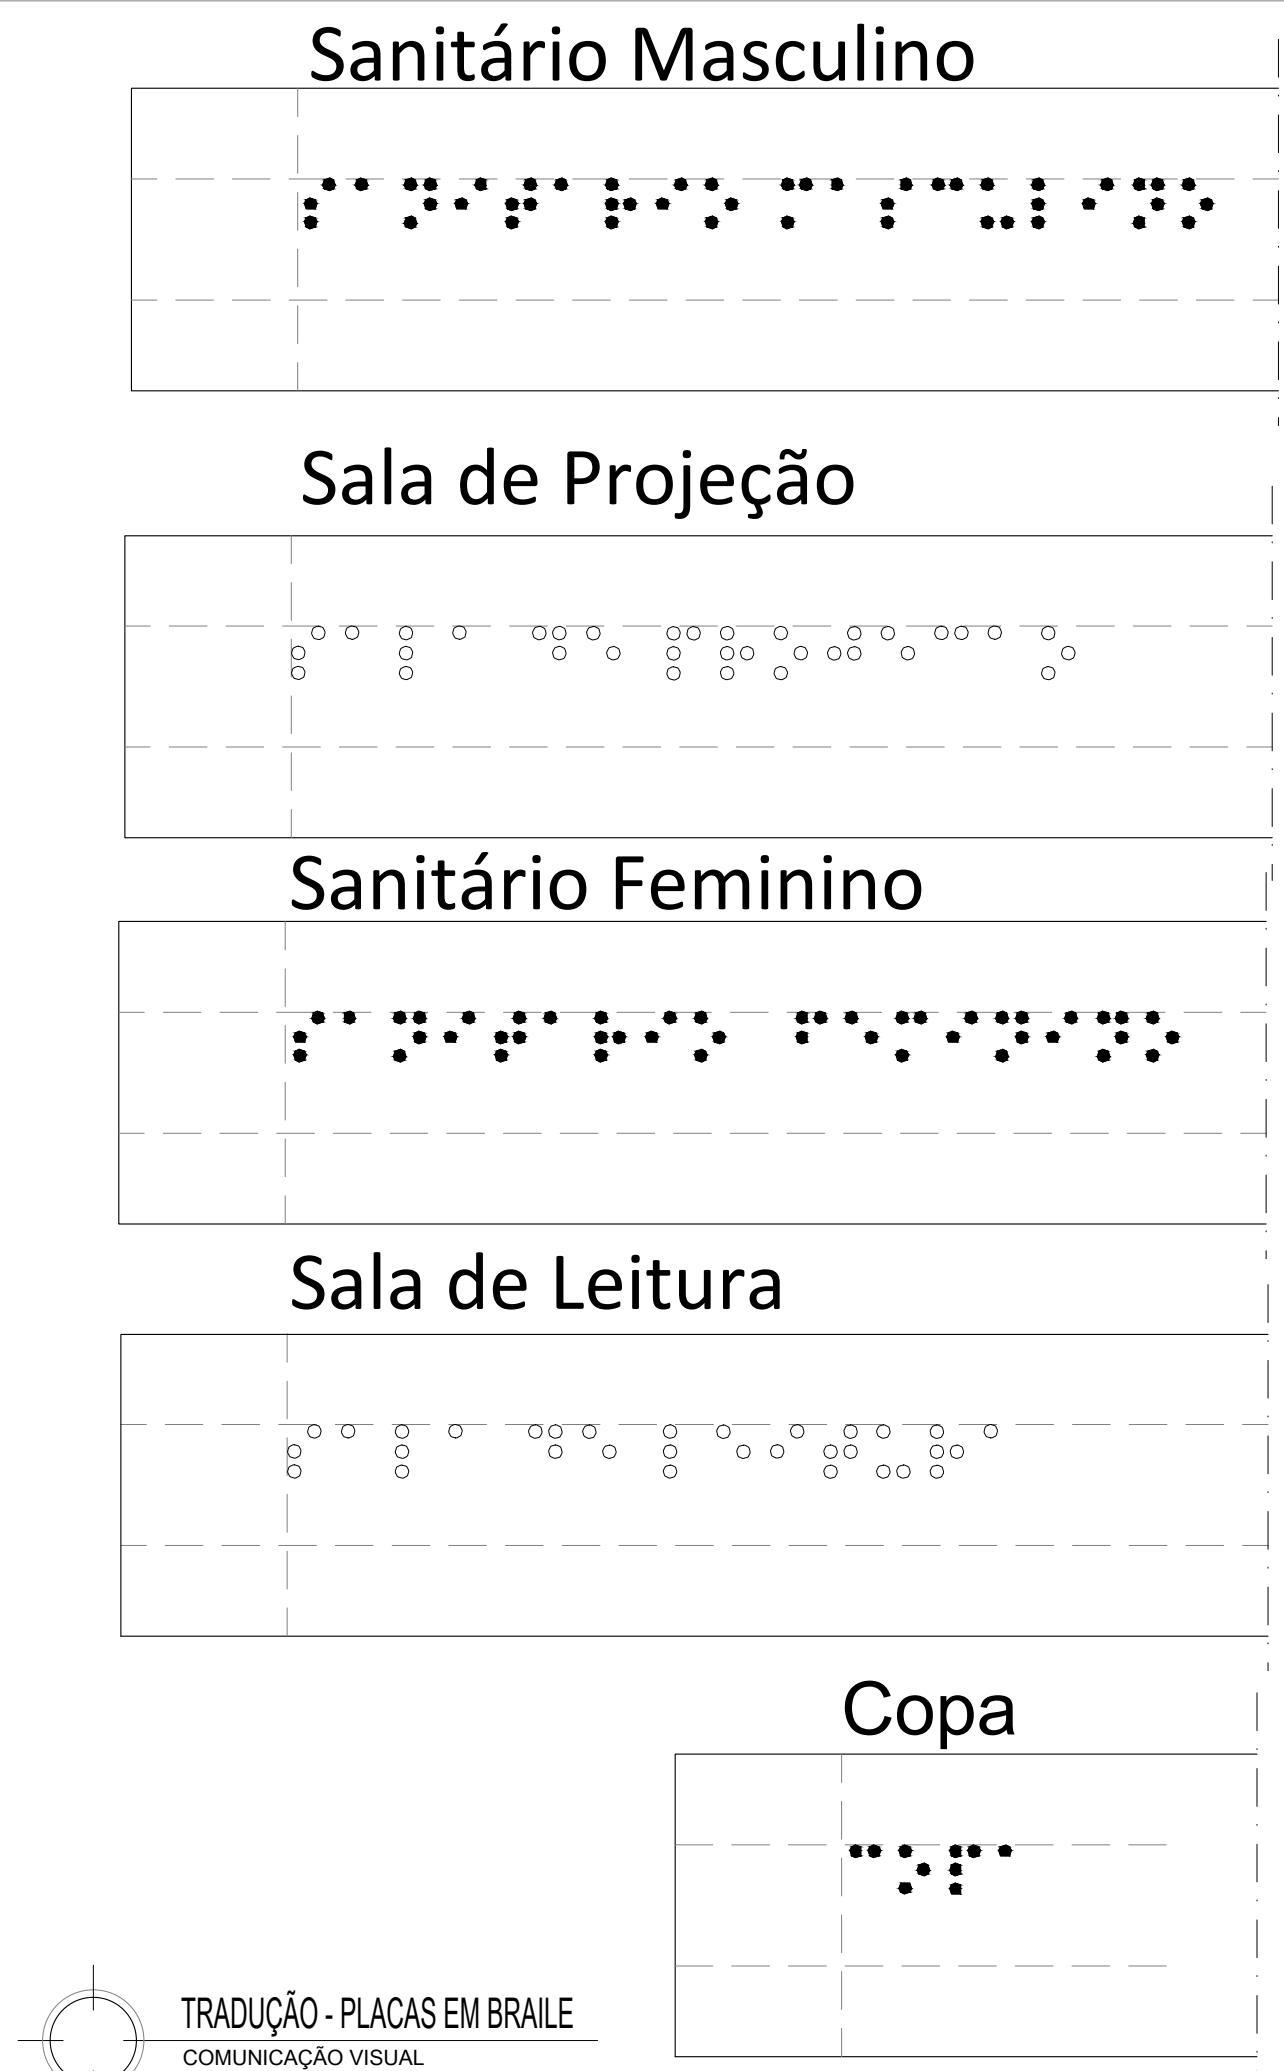 Sanitário Masculino
⠎⠁⠝⠊⠞⠁⠗⠊⠕ ⠍⠁⠎⠉⠥⠇⠊⠝⠕
Sala de Projeção
⠎⠁⠇⠁ ⠙⠑ ⠏⠗⠕⠚⠑⠉⠁⠕
Sanitário Feminino
⠎⠁⠝⠊⠞⠁⠗⠊⠕ ⠋⠑⠍⠊⠝⠊⠝⠕
Sala de Leitura
⠎⠁⠇⠁ ⠙⠑ ⠇⠑⠊⠞⠥⠗⠁
Copa
⠉⠕⠏⠁
TRADUÇÃO - PLACAS EM BRAILE
COMUNICAÇÃO VISUAL